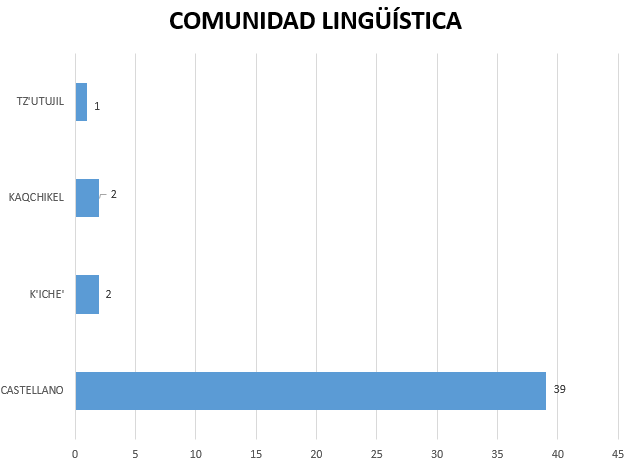 COMUNIDAD LINGÜÍSTICA
TZ'UTUJIL 1
KAQCHIKEL 2
K'ICHE' 2
CASTELLANO 39
0 5 10 15 20 25 30 35 40 45